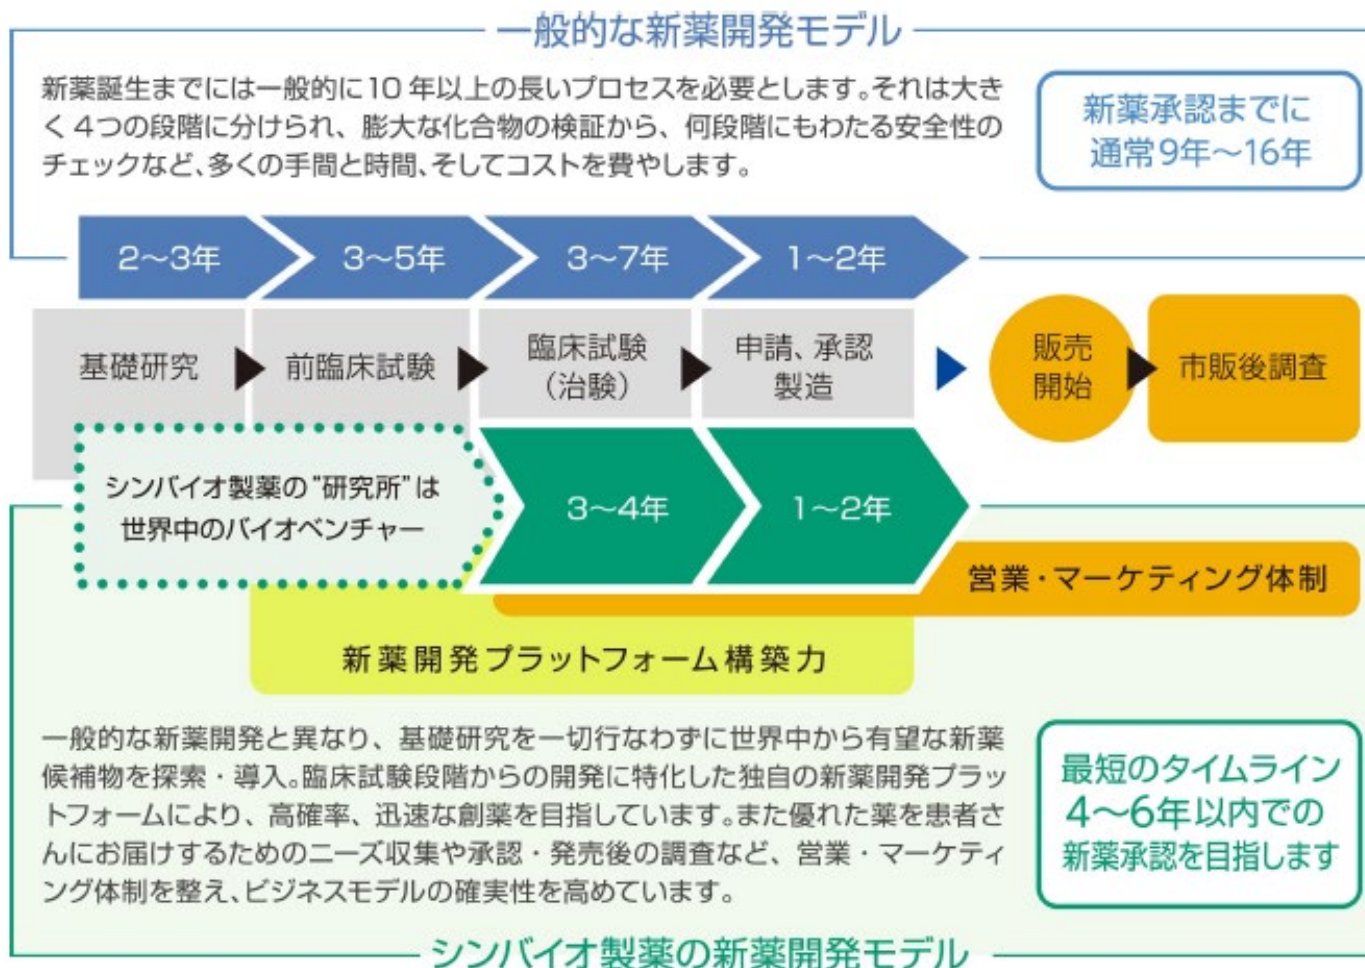 一般的な新薬開発モデル
新薬誕生までには一般的に10年以上の長いプロセスを必要とします。それは大き
く4つの段階に分けられ、膨大な化合物の検証から、何段階にもわたる安全性の
チェックなど、多くの手間と時間、そしてコストを費やします。
新薬承認までに
通常9年～16年
2～3年
3～5年
3～7年
1～2年
基礎研究
前臨床試験
臨床試験
（治験）
申請、承認
製造
販売
開始
市販後調査
シンバイオ製薬の“研究所”は
世界中のバイオベンチャー
3～4年
1～2年
営業・マーケティング体制
新薬開発プラットフォーム構築力
一般的な新薬開発と異なり、基礎研究を一切行なわずに世界中から有望な新薬
候補物を探索・導入。臨床試験段階からの開発に特化した独自の新薬開発プラッ
トフォームにより、高確率、迅速な創薬を目指しています。また優れた薬を患者さ
んにお届けするためのニーズ収集や承認・発売後の調査など、営業・マーケティ
ング体制を整え、ビジネスモデルの確実性を高めています。
最短のタイムライン
4～6年以内での
新薬承認を目指します
シンバイオ製薬の新薬開発モデル